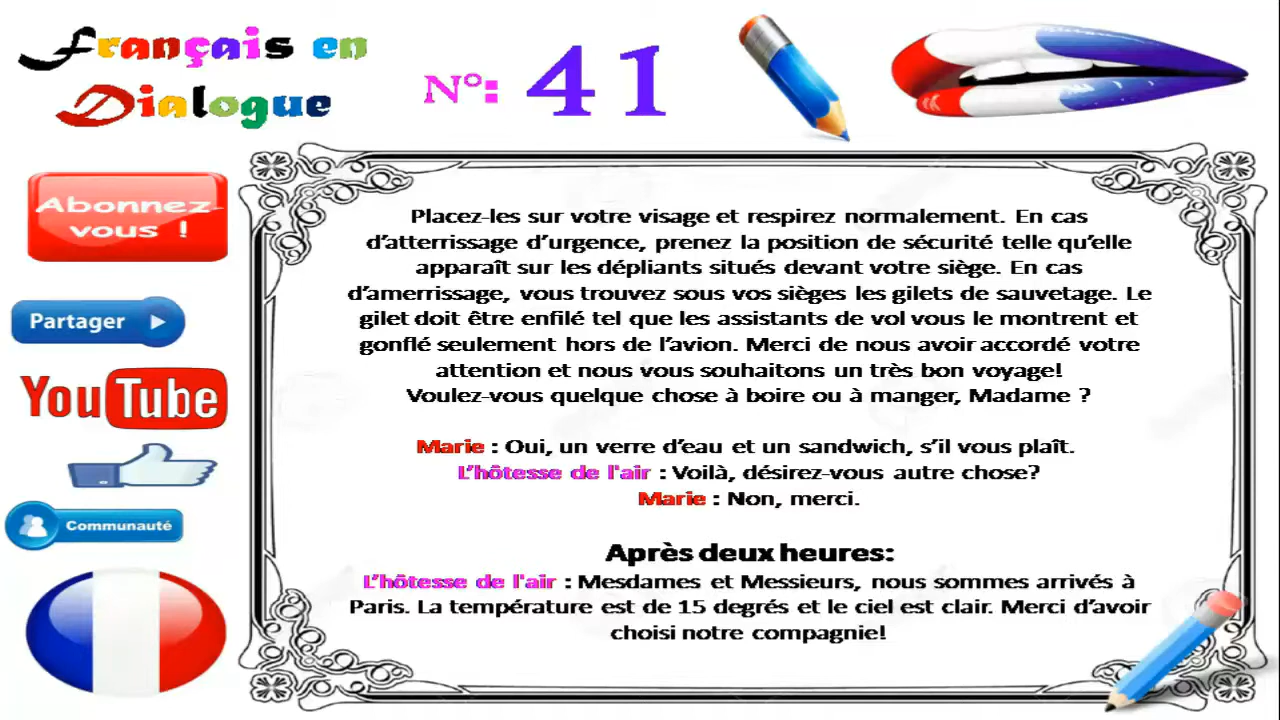 Français en
Dialogue
N°: 41
Abonnez-
vous !
Partager
YouTube
Communauté
Placez-les sur votre visage et respirez normalement. En cas
d’atterrissage d’urgence, prenez la position de sécurité telle qu’elle
apparaît sur les dépliants situés devant votre siège. En cas
d’amerrissage, vous trouvez sous vos sièges les gilets de sauvetage. Le
gilet doit être enfilé tel que les assistants de vol vous le montrent et
gonflé seulement hors de l’avion. Merci de nous avoir accordé votre
attention et nous vous souhaitons un très bon voyage!
Voulez-vous quelque chose à boire ou à manger, Madame ?
Marie : Oui, un verre d’eau et un sandwich, s’il vous plaît.
L’hôtesse de l'air : Voilà, désirez-vous autre chose?
Marie : Non, merci.
Après deux heures:
L’hôtesse de l'air : Mesdames et Messieurs, nous sommes arrivés à
Paris. La température est de 15 degrés et le ciel est clair. Merci d’avoir
choisi notre compagnie!